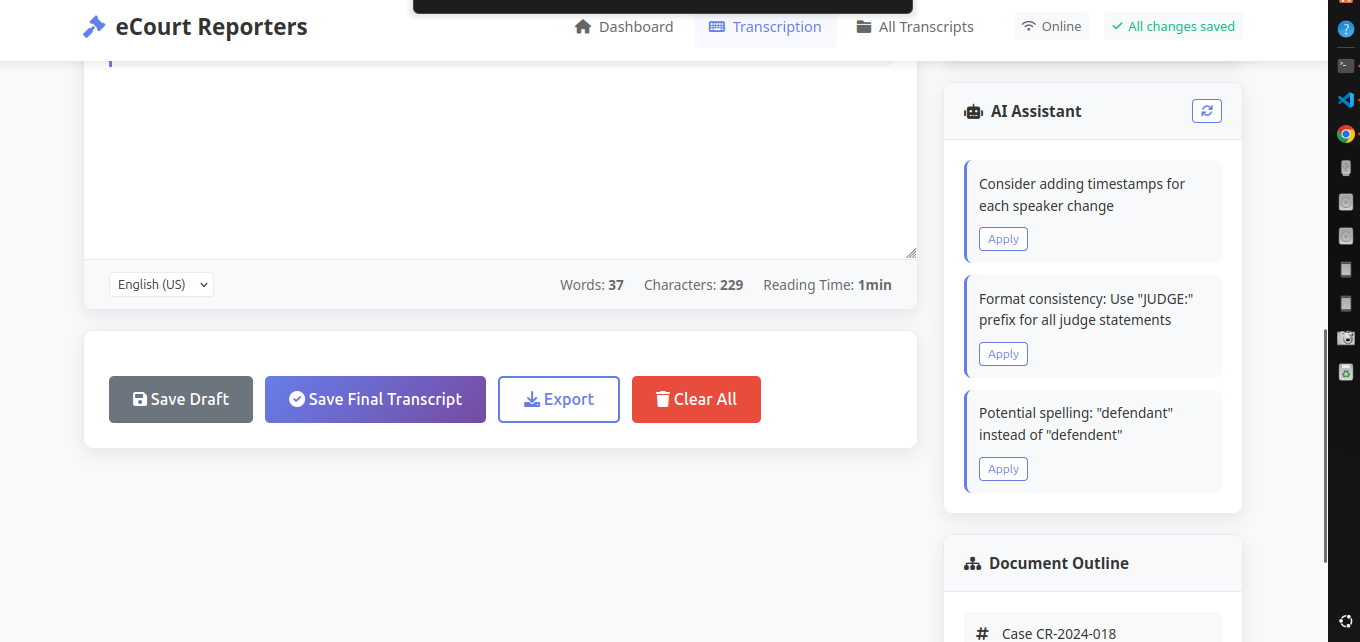 eCourt Reporters
Dashboard
Transcription
All Transcripts
Online
All changes saved
English (US)
Words: 37
Characters: 229
Reading Time: 1min
Save Draft
Save Final Transcript
Export
Clear All
AI Assistant
Consider adding timestamps for
each speaker change
Apply
Format consistency: Use "JUDGE:"
prefix for all judge statements
Apply
Potential spelling: "defendant"
instead of "defendent"
Apply
Document Outline
# Case CR-2024-018